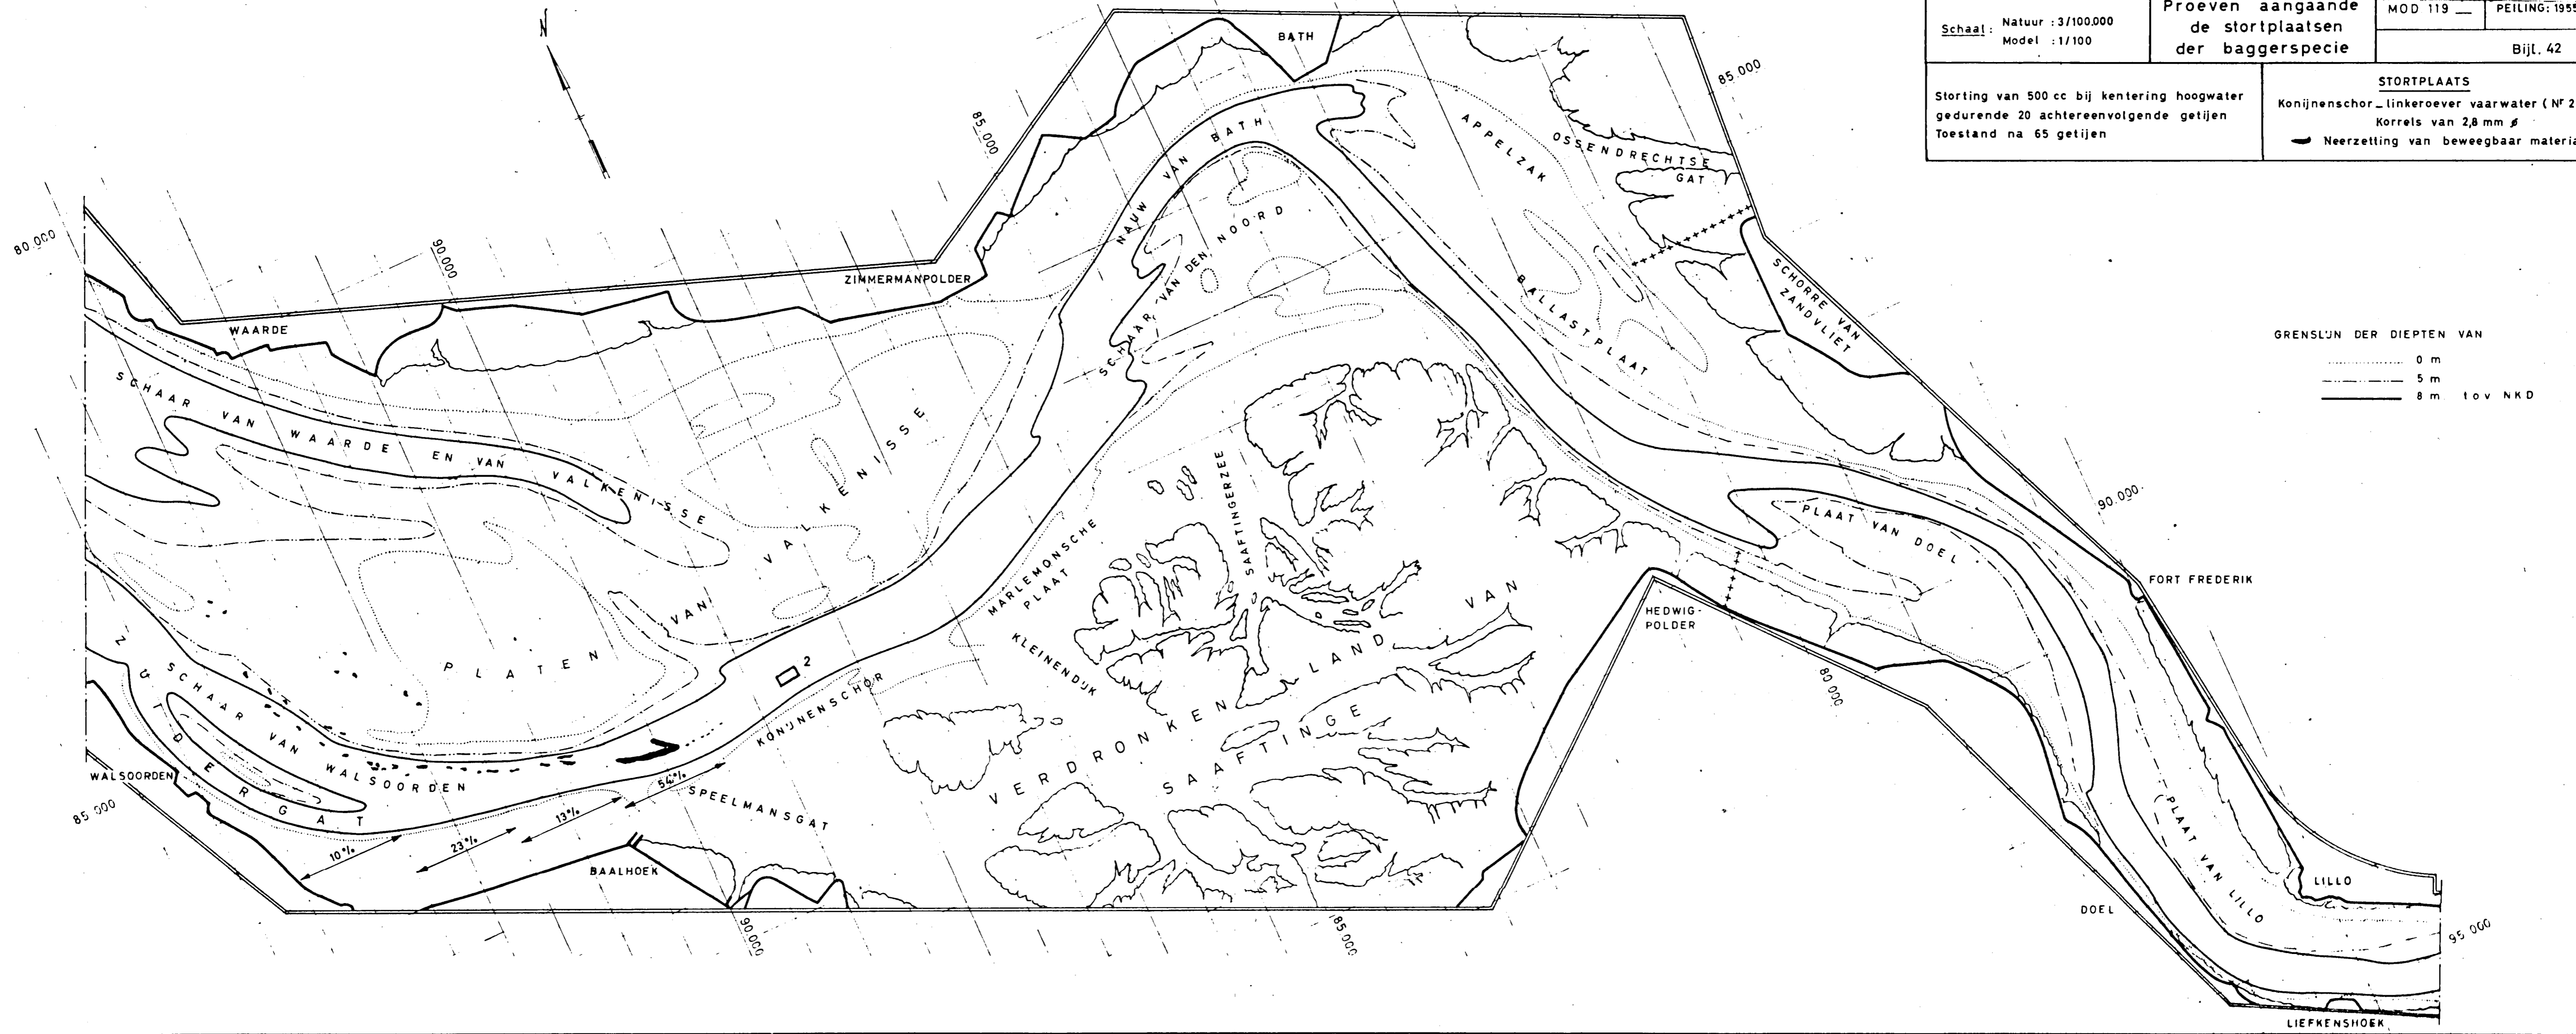 Schaal: Natuur : 3/100.000
Model : 1/100
Proeven aangaande
de stortplaatsen
der baggerspecie
MOD 119
PEILING: 1955
Bijl. 42
Storting van 500 cc bij kentering hoogwater
gedurende 20 achtereenvolgende getijen
Toestand na 65 getijen
STORTPLAATS
Konijnenschor _ linkeroever vaarwater ( Nr 2
Korrels van 2,8 mm ø
Neerzetting van beweegbaar materia
GRENSLIJN DER DIEPTEN VAN
0 m
5 m
8 m tov NKD
N
BATH
85.000
85.000
80.000
90.000
APPELZAK
OSSENDRECHTSE
GAT
NAUW VAN BATH
SCHAAR VAN DEN NOORD
ZIMMERMANPOLDER
WAARDE
BALLASTPLAAT
SCHORRE VAN
ZANDVLIET
SCHAAR VAN WAARDE EN VAN VALKENISSE
PLATEN VAN VALKENISSE
SAAFTINGERZEE
MARLEMONSCHE
PLAAT
KLEINENDIJK
PLAAT VAN DOEL
90.000
FORT FREDERIK
HEDWIG-
POLDER
80.000
VERDRONKEN LAND VAN
SAAFTINGE
2
KONIJNENSCHOR
ZUIDERGAT
SCHAAR VAN WALSOORDEN
WALSOORDEN
85.000
54%
13%
23%
10%
SPEELMANSGAT
BAALHOEK
90.000
85.000
PLAAT VAN LILLO
LILLO
DOEL
95.000
LIEFKENSHOEK